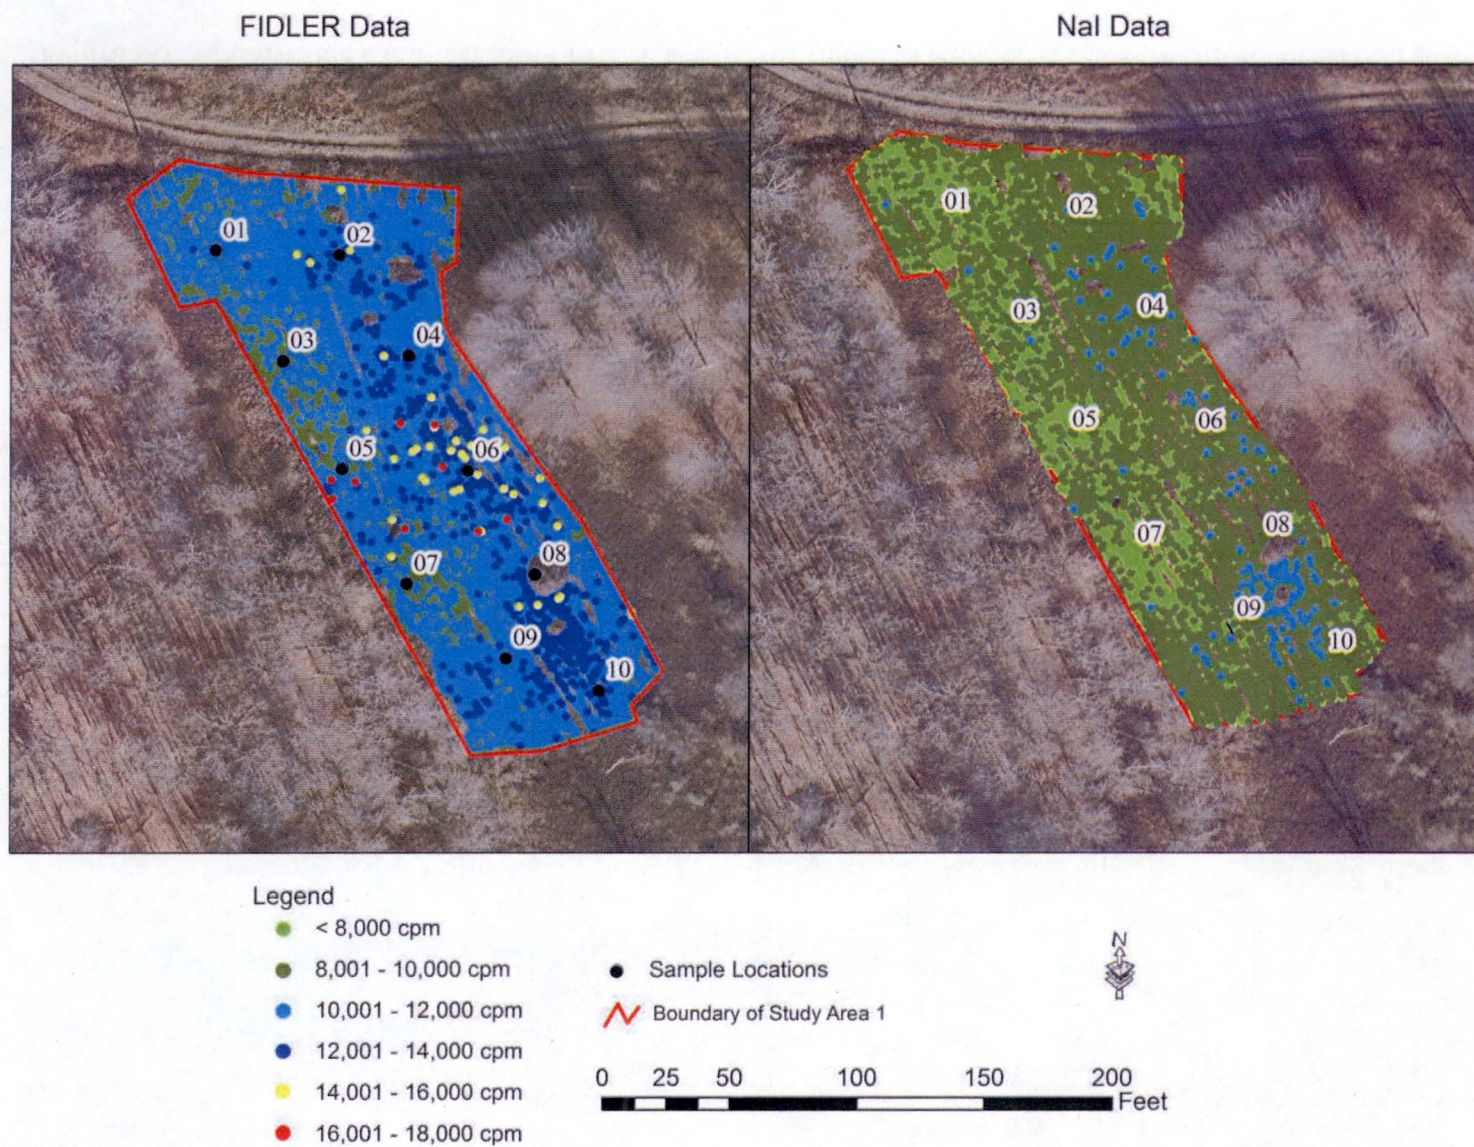 FIDLER Data
NaI Data
01
02
03
04
05
06
07
08
09
10
01
02
03
04
05
06
07
08
09
10
Legend
< 8,000 cpm
8,001 - 10,000 cpm
10,001 - 12,000 cpm
12,001 - 14,000 cpm
14,001 - 16,000 cpm
16,001 - 18,000 cpm
Sample Locations
Boundary of Study Area 1
N
0 25 50 100 150 200
Feet